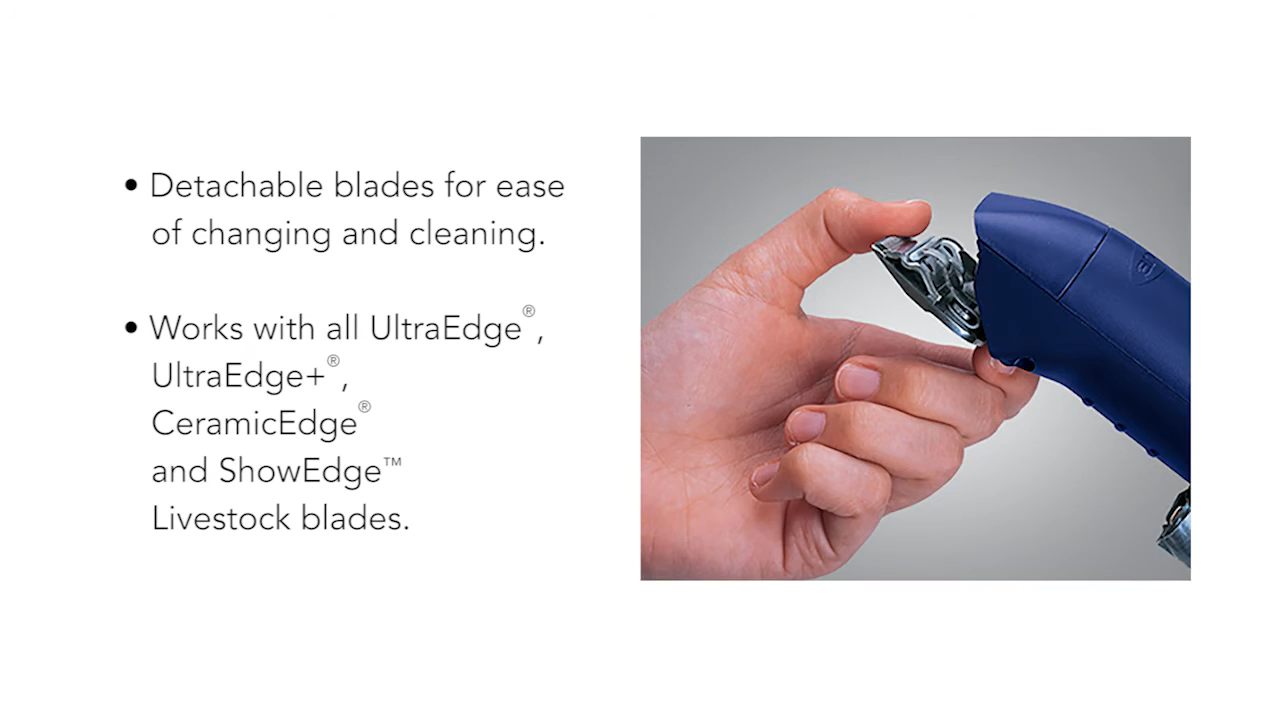 • Detachable blades for ease
of changing and cleaning.
• Works with all UltraEdge®,
UltraEdge+®,
CeramicEdge®
and ShowEdge™
Livestock blades.